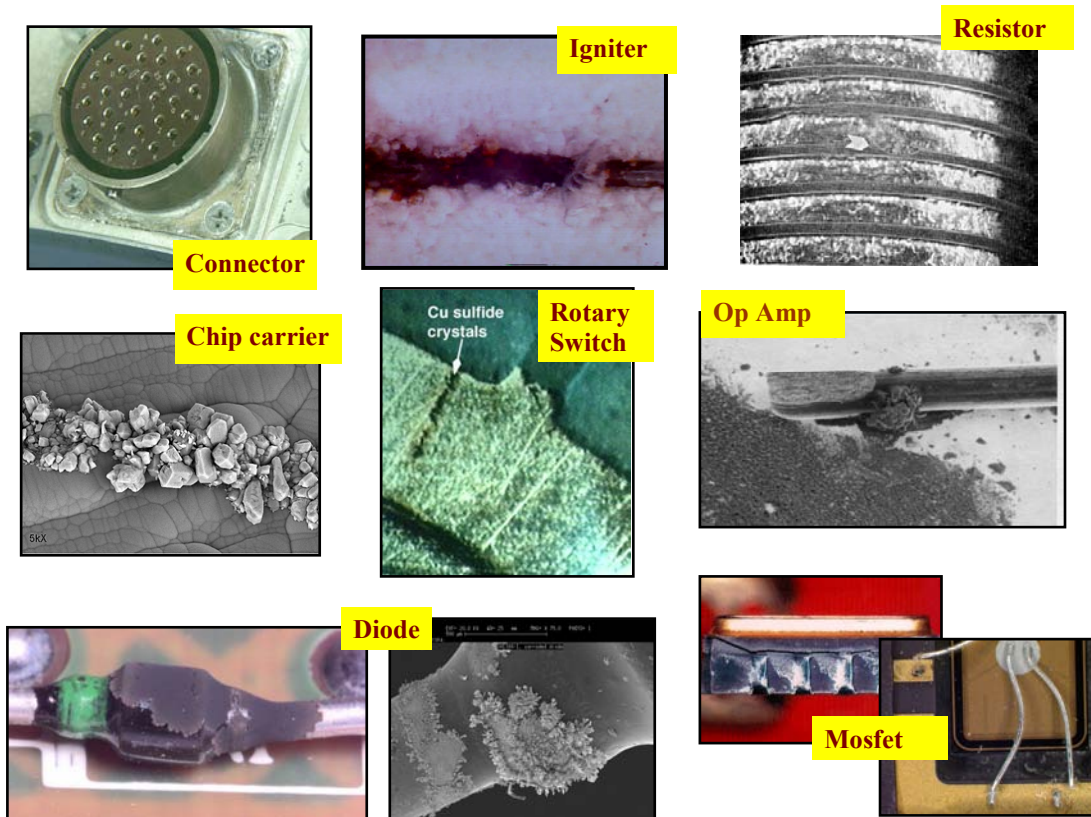 Connector
Igniter
Resistor
Chip carrier
Cu sulfide
crystals
Rotary
Switch
Op Amp
5kX
Diode
Mosfet